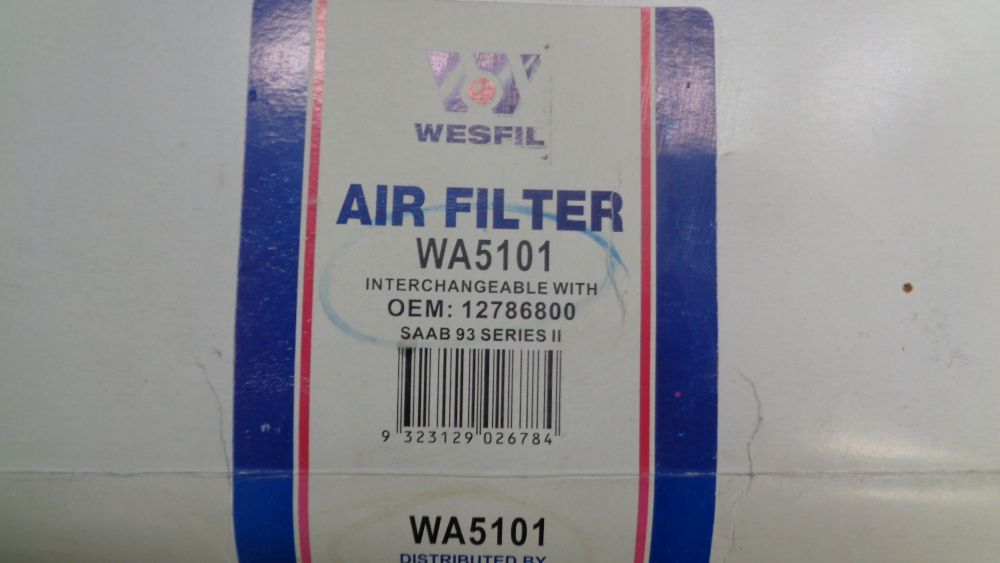 WESFIL
AIR FILTER
WA5101
INTERCHANGEABLE WITH
OEM: 12786800
SAAB 93 SERIES II
9 323129 026784
WA5101
DISTRIBUTED BY